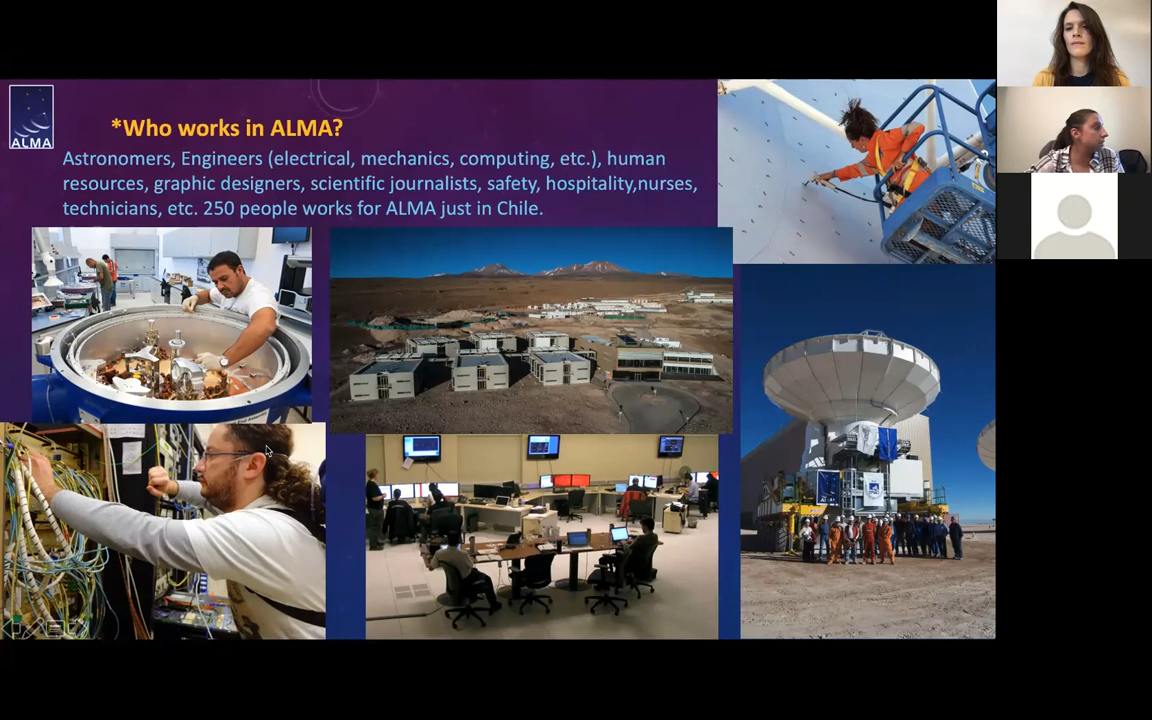 ALMA
*Who works in ALMA?
Astronomers, Engineers (electrical, mechanics, computing, etc.), human
resources, graphic designers, scientific journalists, safety, hospitality,nurses,
technicians, etc. 250 people works for ALMA just in Chile.
ALMA